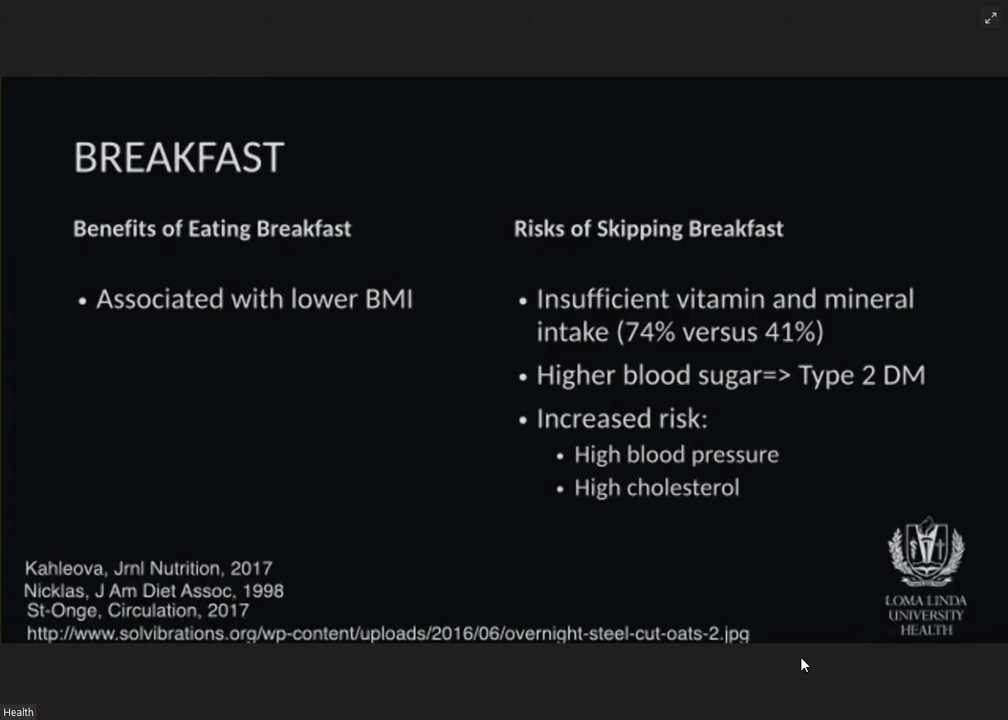 BREAKFAST
Benefits of Eating Breakfast
• Associated with lower BMI
Risks of Skipping Breakfast
• Insufficient vitamin and mineral
intake (74% versus 41%)
• Higher blood sugar=> Type 2 DM
• Increased risk:
• High blood pressure
• High cholesterol
Kahleova, Jrnl Nutrition, 2017
Nicklas, J Am Diet Assoc, 1998
St-Onge, Circulation, 2017
http://www.solvibrations.org/wp-content/uploads/2016/06/overnight-steel-cut-oats-2.jpg
LOMA LINDA
UNIVERSITY
HEALTH
Health